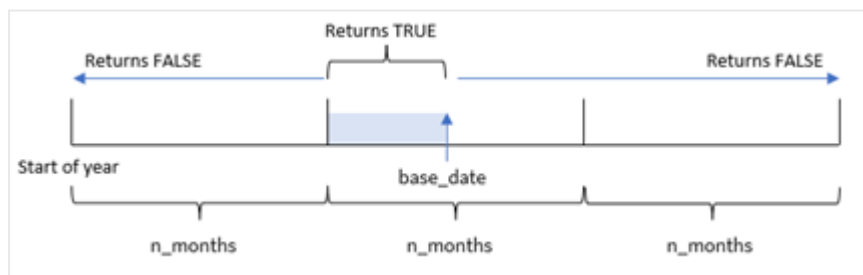 Returns TRUE
Returns FALSE
Returns FALSE
Start of year
base_date
n_months
n_months
n_months